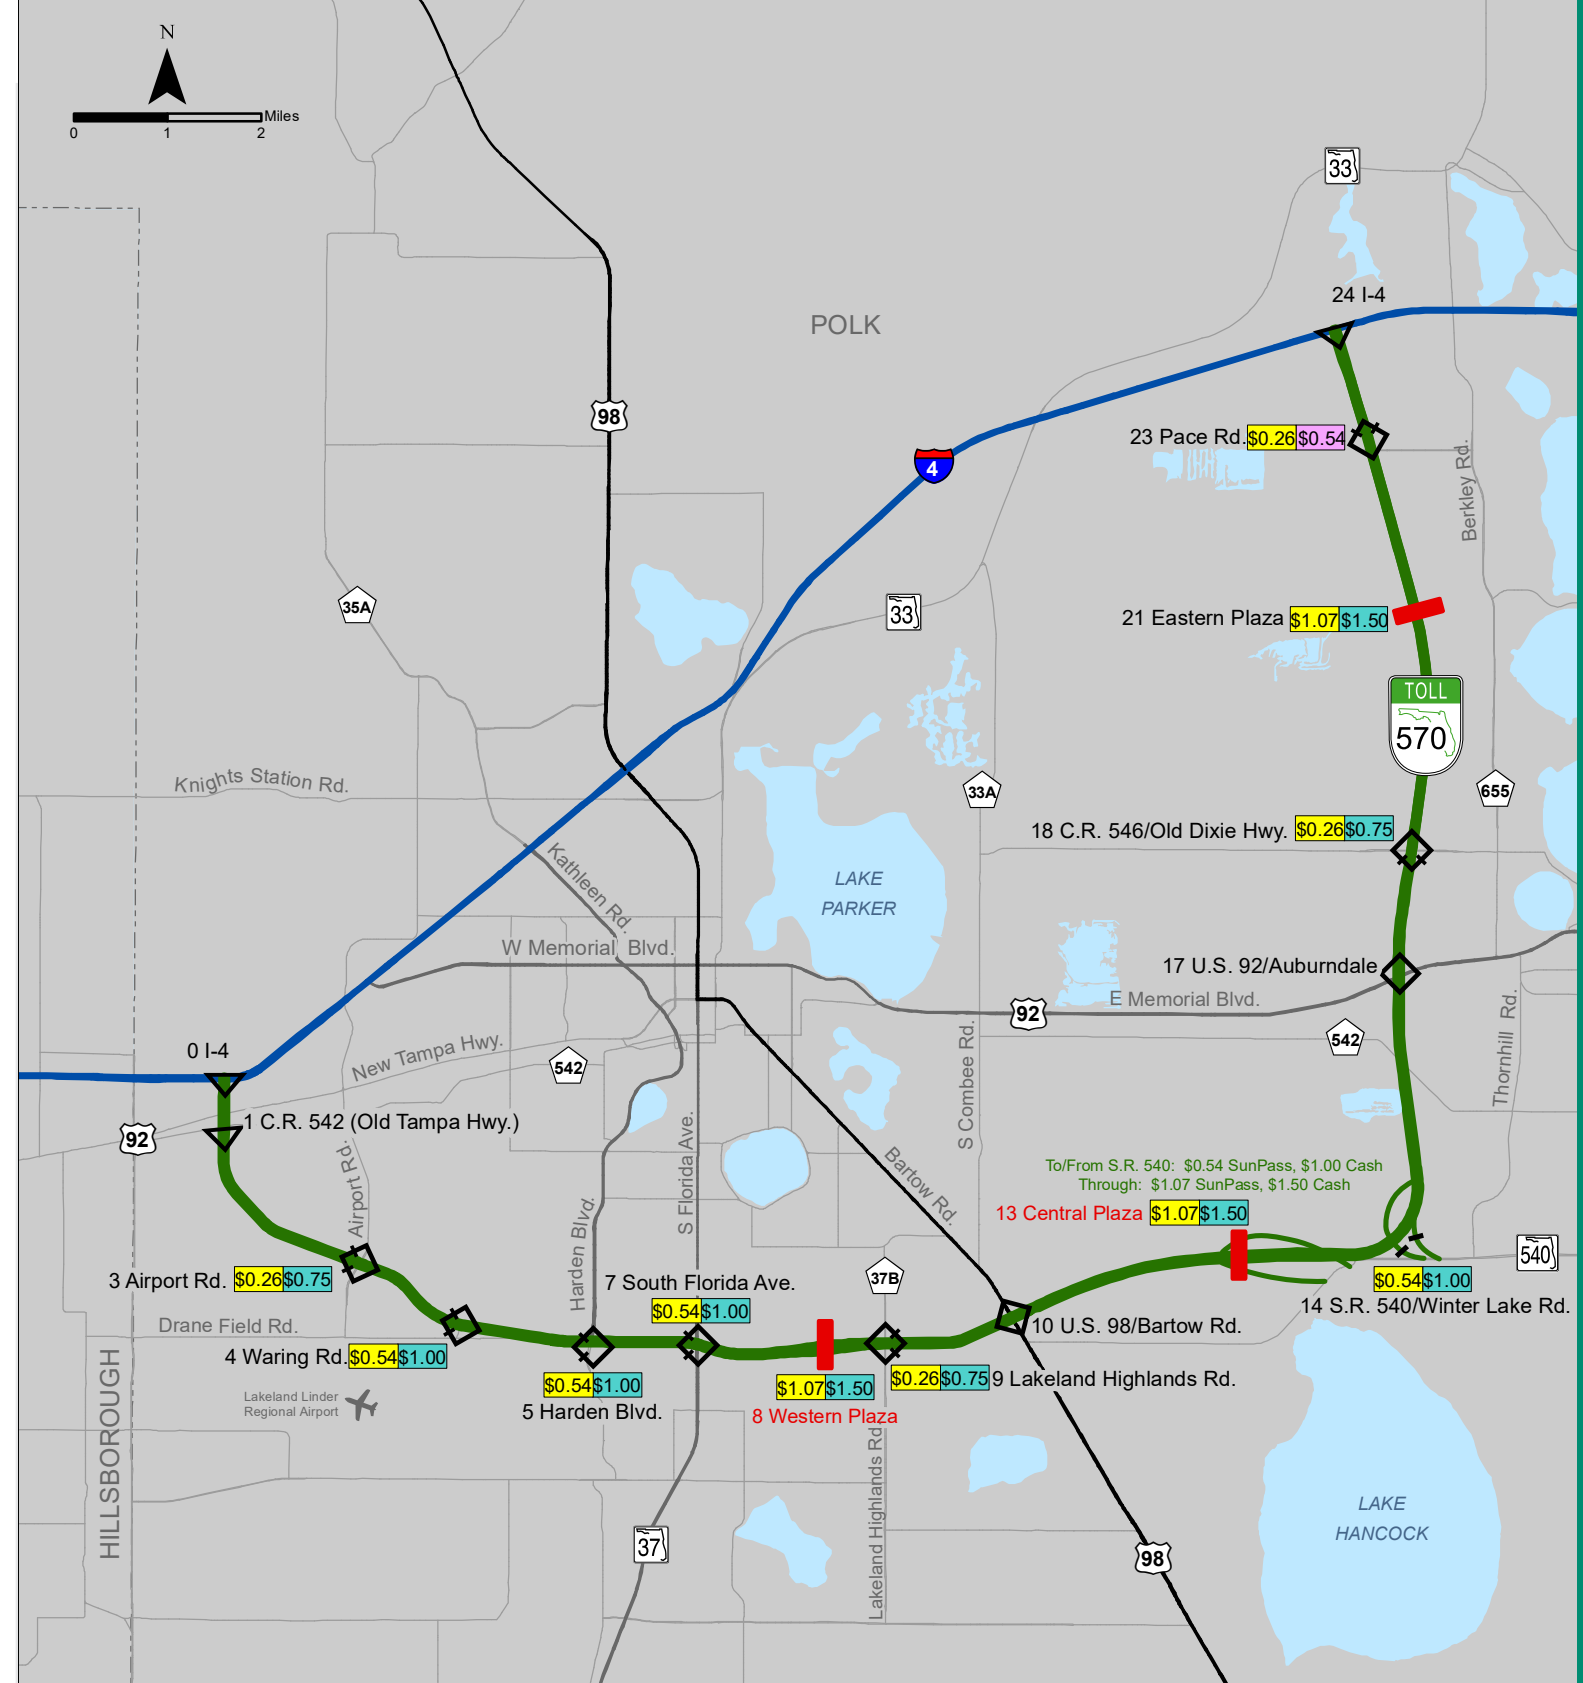 N
Miles
0 1 2
33
24 I-4
POLK
98
23 Pace Rd. $0.26 $0.54
4
Berkley Rd.
35A
33
21 Eastern Plaza $1.07 $1.50
TOLL
570
Knights Station Rd.
33A
655
18 C.R. 546/Old Dixie Hwy. $0.26 $0.75
Kathleen Rd.
LAKE
PARKER
W Memorial Blvd.
17 U.S. 92/Auburndale
E Memorial Blvd.
92
Thornhill Rd.
0 I-4
New Tampa Hwy.
542
S Combee Rd.
542
92
1 C.R. 542 (Old Tampa Hwy.)
Airport Rd.
S Florida Ave.
Bartow Rd.
To/From S.R. 540: $0.54 SunPass, $1.00 Cash
Through: $1.07 SunPass, $1.50 Cash
13 Central Plaza $1.07 $1.50
Harden Blvd.
540
3 Airport Rd. $0.26 $0.75
7 South Florida Ave.
$0.54 $1.00
37B
$0.54 $1.00
14 S.R. 540/Winter Lake Rd.
Drane Field Rd.
10 U.S. 98/Bartow Rd.
4 Waring Rd. $0.54 $1.00
$0.54 $1.00
5 Harden Blvd.
$1.07 $1.50
8 Western Plaza
$0.26 $0.75 9 Lakeland Highlands Rd.
Lakeland Linder
Regional Airport
HILLSBOROUGH
Lakeland Highlands Rd.
LAKE
HANCOCK
37
98